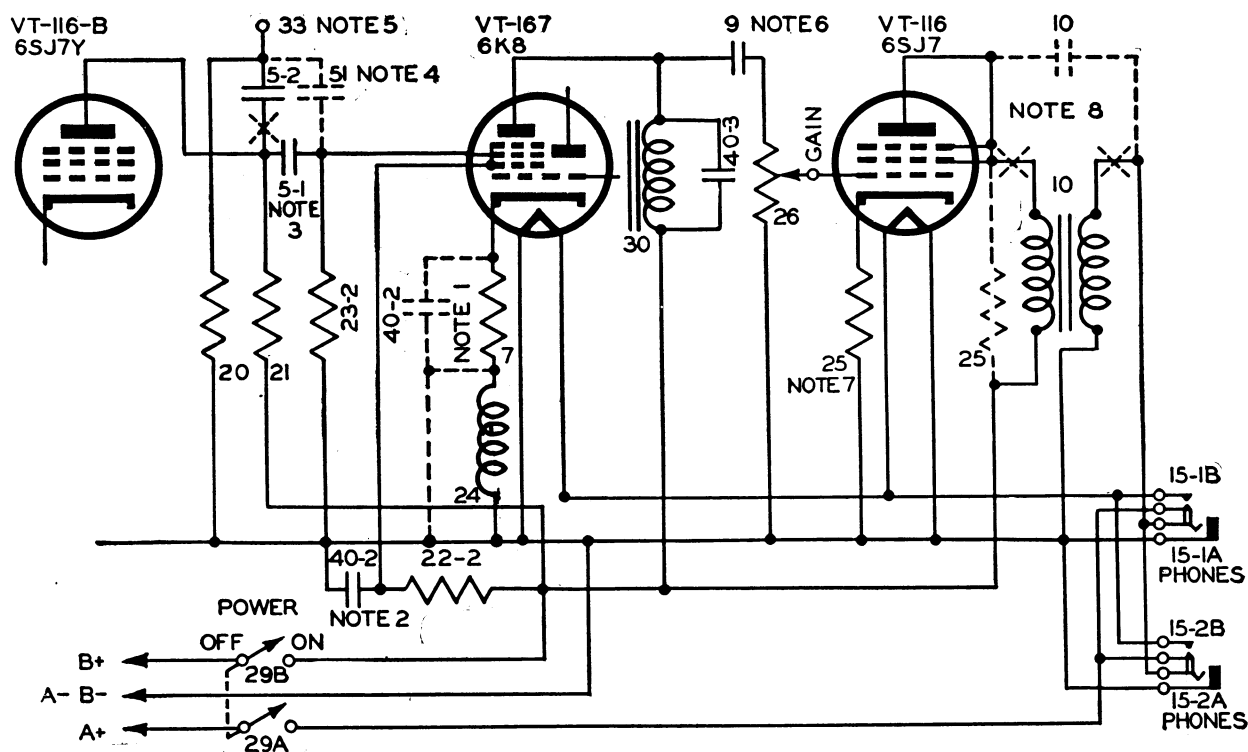 VT-116-B
6SJ7Y
33 NOTE 5
VT-167
6K8
9 NOTE 6
VT-116
6SJ7
10
5-2
51 NOTE 4
NOTE 8
40-3
GAIN
5-1
NOTE
3
10
26
30
23-2
40-2
NOTE 1
7
20
21
25
NOTE 7
25
24
15-1B
40-2
22-2
15-1A
PHONES
NOTE 2
POWER
OFF
ON
15-2B
B+
29B
A- B-
15-2A
PHONES
A+
29A